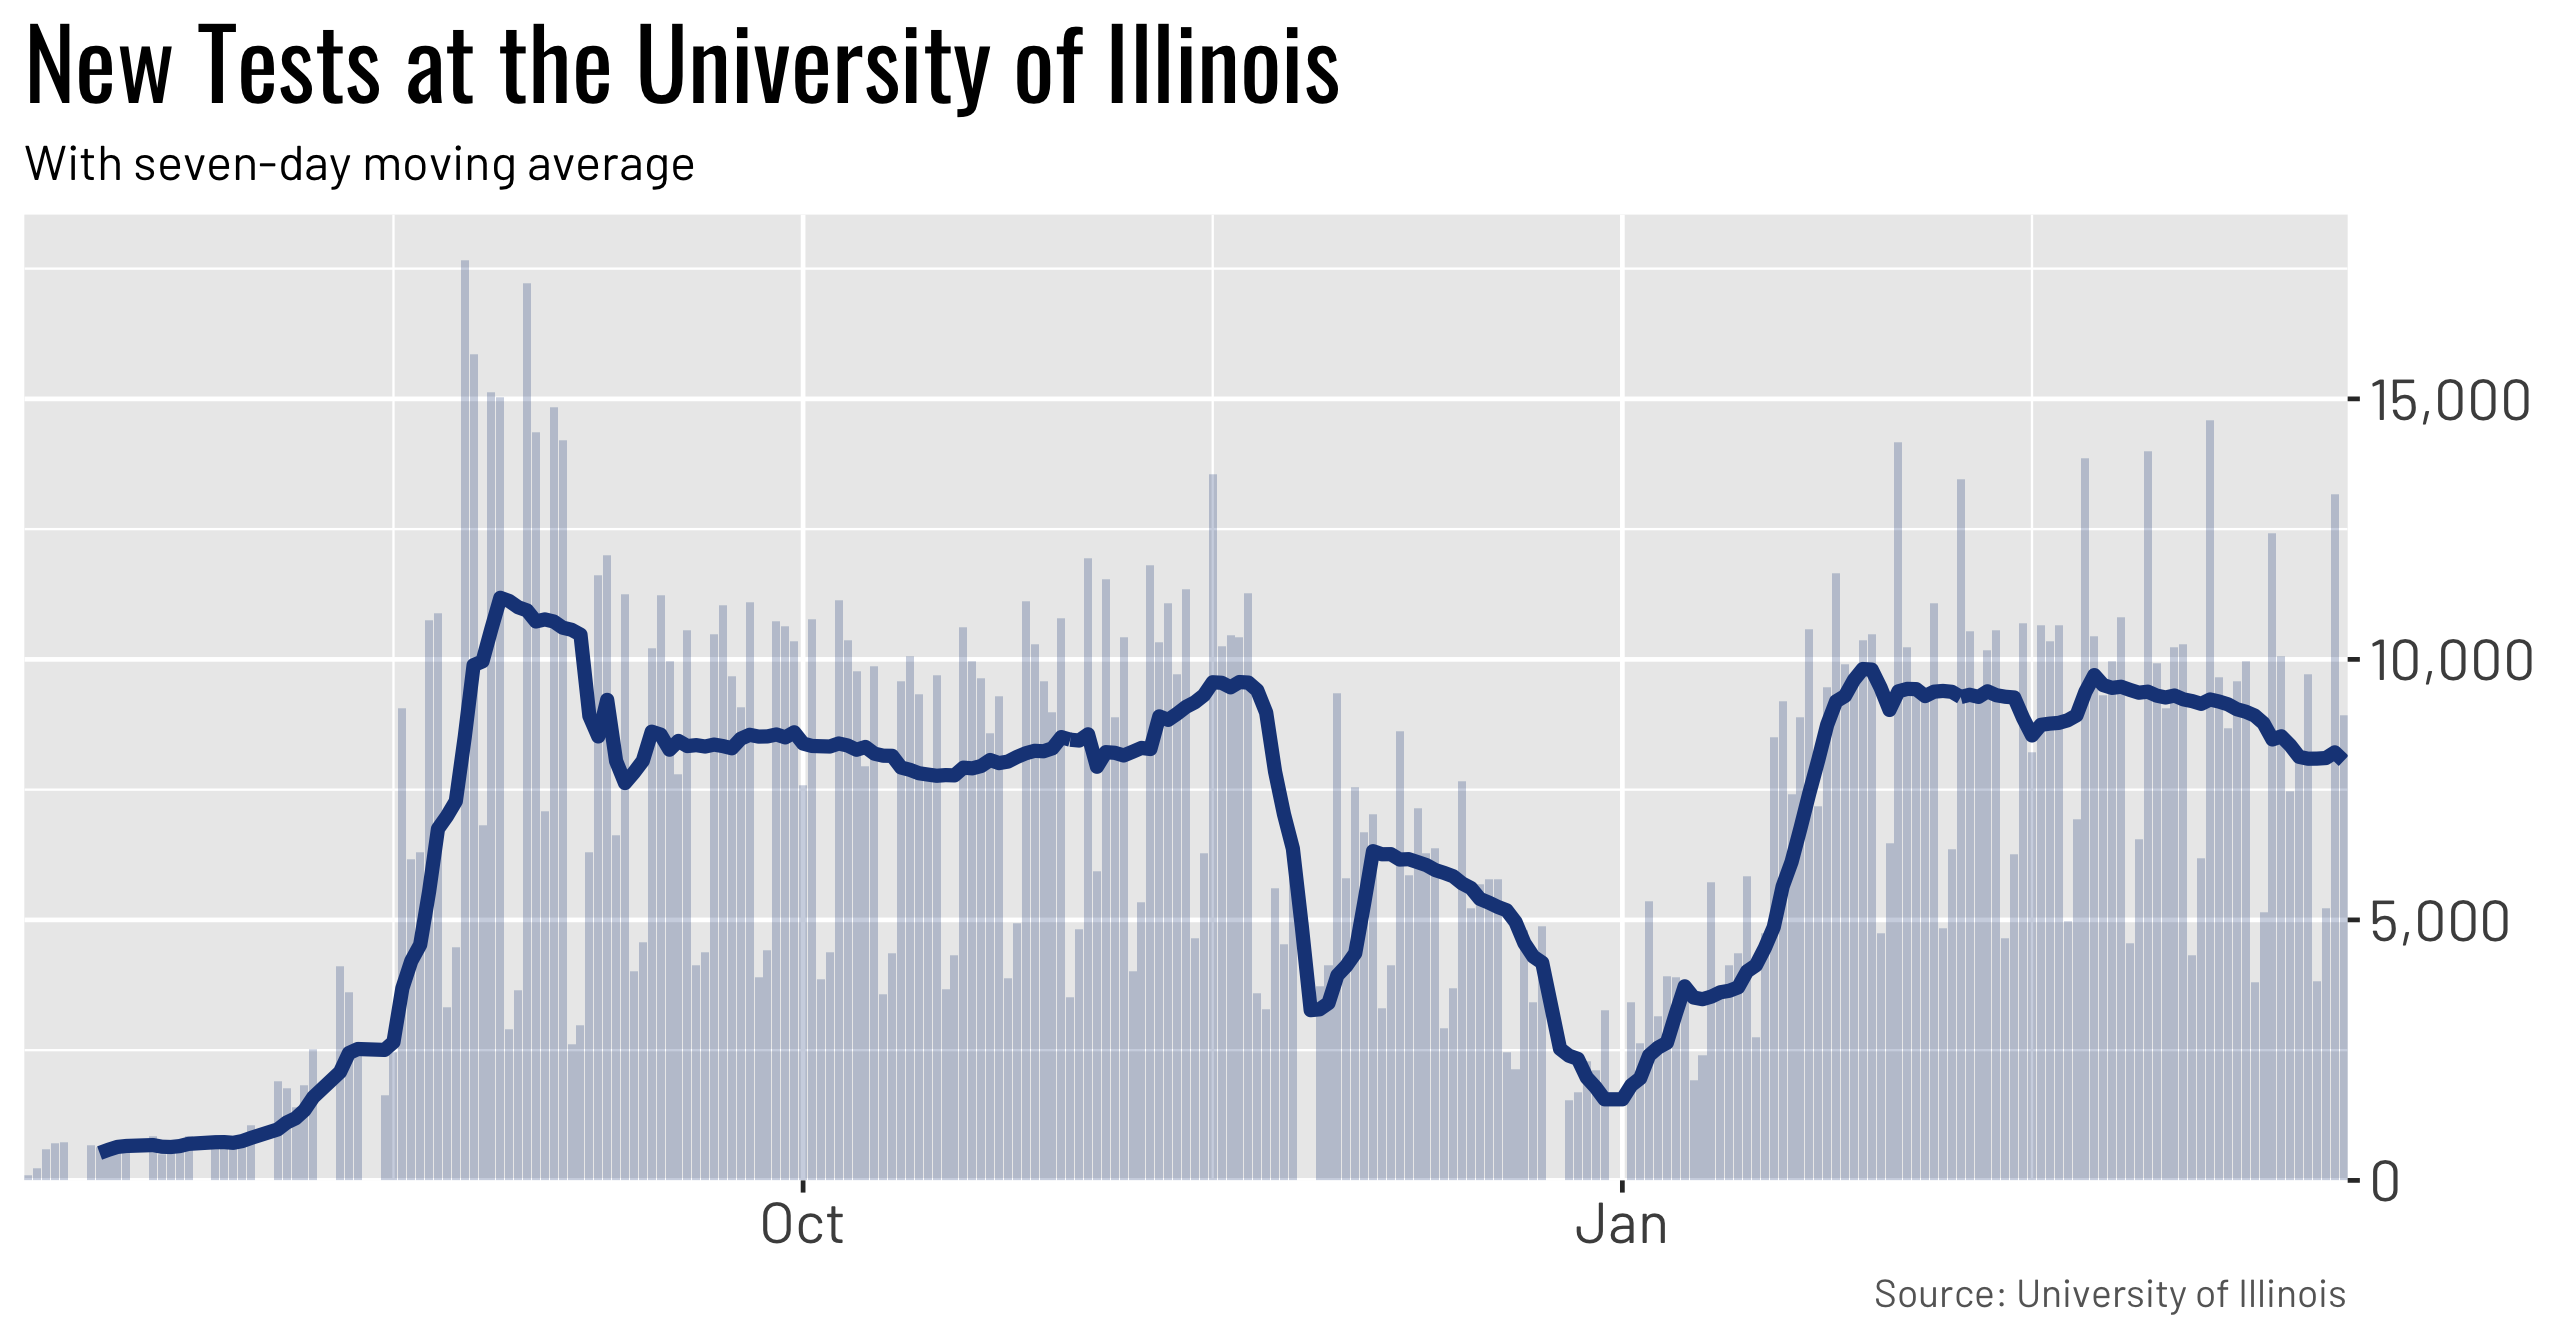 New Tests at the University of Illinois
With seven-day moving average
15,000
10,000
5,000
0
Oct
Jan
Source: University of Illinois